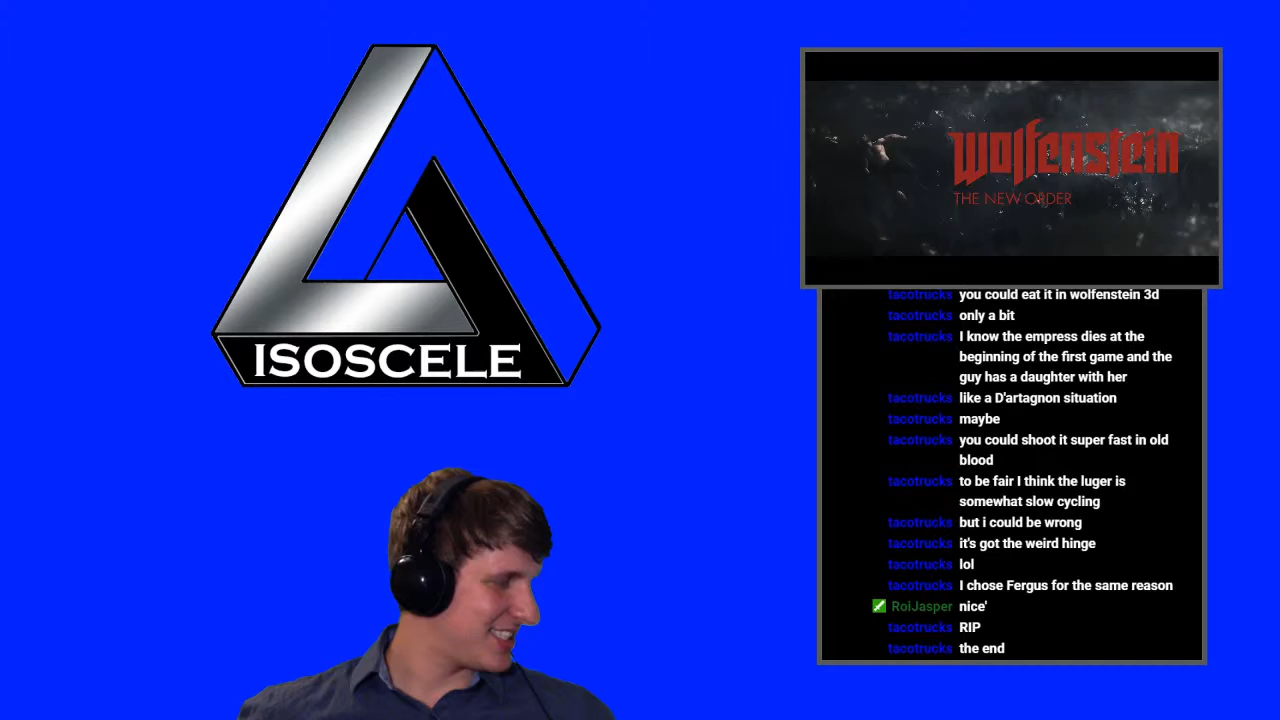 ISOSCELE
wolfenstein
THE NEW ORDER
tacotrucks you could eat it in wolfenstein 3d
tacotrucks only a bit
tacotrucks I know the empress dies at the
beginning of the first game and the
guy has a daughter with her
tacotrucks like a D'artagnon situation
tacotrucks maybe
tacotrucks you could shoot it super fast in old
blood
tacotrucks to be fair I think the luger is
somewhat slow cycling
tacotrucks but i could be wrong
tacotrucks it's got the weird hinge
tacotrucks lol
tacotrucks I chose Fergus for the same reason
RoiJasper nice'
tacotrucks RIP
tacotrucks the end